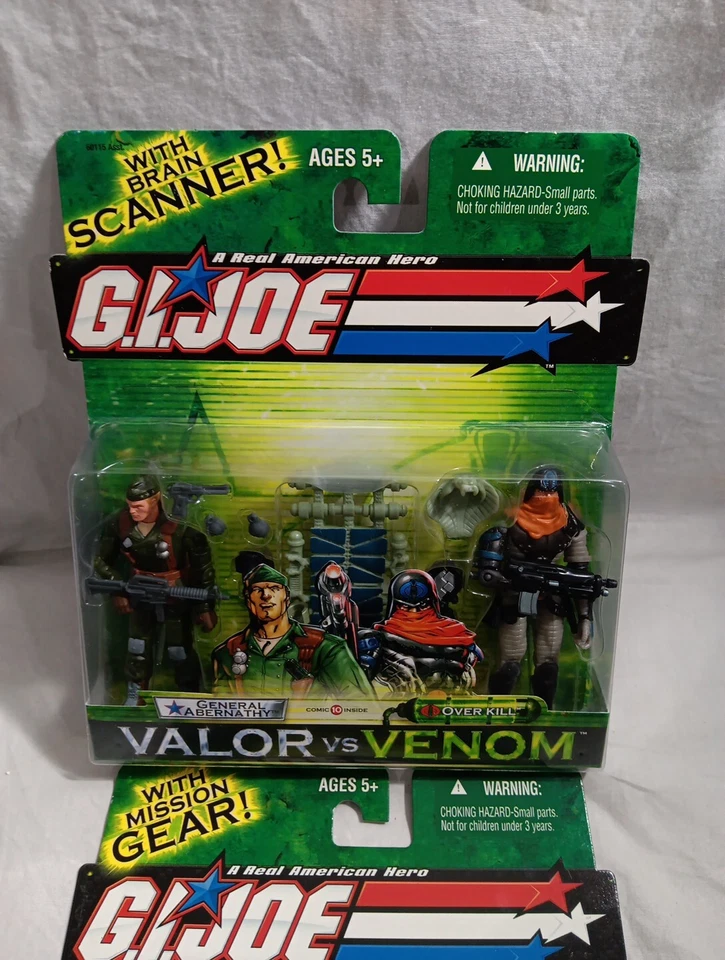 WITH
BRAIN
SCANNER!
AGES 5+
WARNING:
CHOKING HAZARD-Small parts.
Not for children under 3 years.
A Real American Hero
G.I.JOE
TM
GENERAL
ABERNATHY
COMIC 10 INSIDE
OVER KILL
VALOR VS VENOM
TM
WITH
MISSION
GEAR!
AGES 5+
WARNING:
CHOKING HAZARD-Small parts.
Not for children under 3 years.
A Real American Hero
G.I.JOE